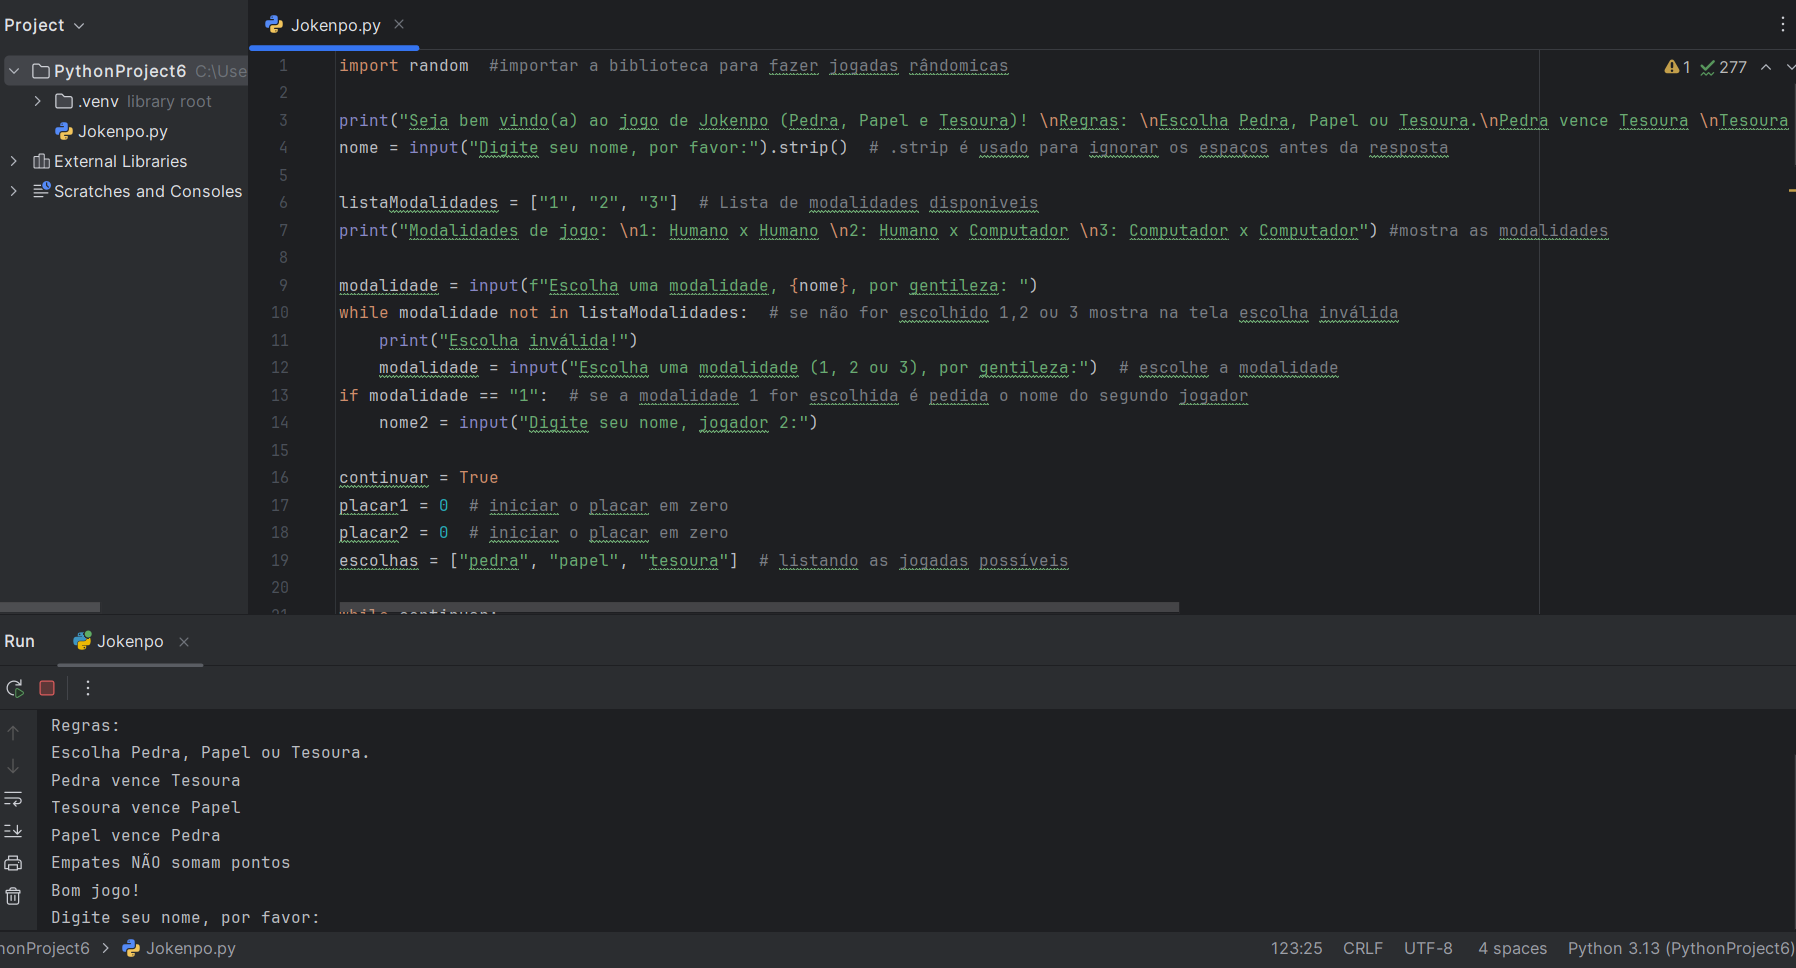 Project
Jokenpo.py
PythonProject6 C:\Use
.venv library root
Jokenpo.py
External Libraries
Scratches and Consoles
1 277
1 import random  #importar a biblioteca para fazer jogadas rândomicas
2
3 print("Seja bem vindo(a) ao jogo de Jokenpo (Pedra, Papel e Tesoura)! \nRegras: \nEscolha Pedra, Papel ou Tesoura.\nPedra vence Tesoura \nTesoura
4 nome = input("Digite seu nome, por favor:").strip()  # .strip é usado para ignorar os espaços antes da resposta
5
6 listaModalidades = ["1", "2", "3"]  # Lista de modalidades disponiveis
7 print("Modalidades de jogo: \n1: Humano x Humano \n2: Humano x Computador \n3: Computador x Computador") #mostra as modalidades
8
9 modalidade = input(f"Escolha uma modalidade, {nome}, por gentileza: ")
10 while modalidade not in listaModalidades:  # se não for escolhido 1,2 ou 3 mostra na tela escolha inválida
11     print("Escolha inválida!")
12     modalidade = input("Escolha uma modalidade (1, 2 ou 3), por gentileza:")  # escolhe a modalidade
13 if modalidade == "1":  # se a modalidade 1 for escolhida é pedida o nome do segundo jogador
14     nome2 = input("Digite seu nome, jogador 2:")
15
16 continuar = True
17 placar1 = 0  # iniciar o placar em zero
18 placar2 = 0  # iniciar o placar em zero
19 escolhas = ["pedra", "papel", "tesoura"]  # listando as jogadas possíveis
20
21 while continuar:
Run Jokenpo
Regras:
Escolha Pedra, Papel ou Tesoura.
Pedra vence Tesoura
Tesoura vence Papel
Papel vence Pedra
Empates NÃO somam pontos
Bom jogo!
Digite seu nome, por favor:
honProject6 > Jokenpo.py 123:25 CRLF UTF-8 4 spaces Python 3.13 (PythonProject6)